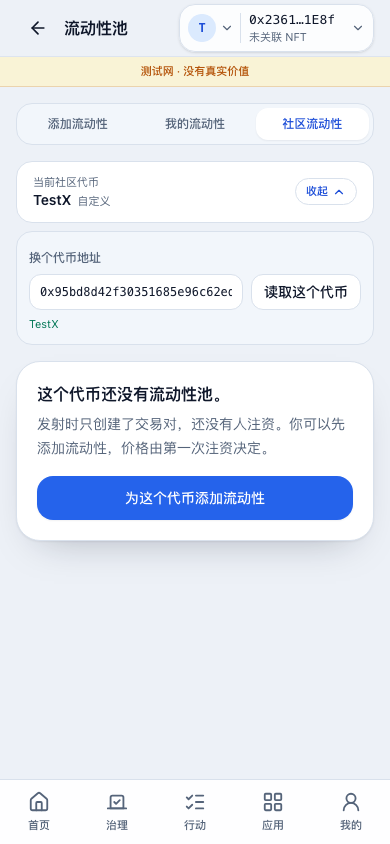 流动性池
T
0x2361…1E8f
未关联 NFT
测试网 · 没有真实价值
添加流动性
我的流动性
社区流动性
当前社区代币
TestX 自定义
收起
换个代币地址
0x95bd8d42f30351685e96c62ed
读取这个代币
TestX
这个代币还没有流动性池。
发射时只创建了交易对，还没有人注资。你可以先
添加流动性，价格由第一次注资决定。
为这个代币添加流动性
首页
治理
行动
应用
我的